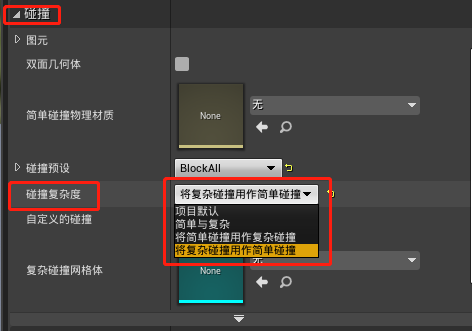 碰撞
图元
双面几何体
简单碰撞物理材质
None
无
碰撞预设
BlockAll
碰撞复杂度
将复杂碰撞用作简单碰撞
项目默认
简单与复杂
将简单碰撞用作复杂碰撞
将复杂碰撞用作简单碰撞
自定义的碰撞
复杂碰撞网格体
None
无